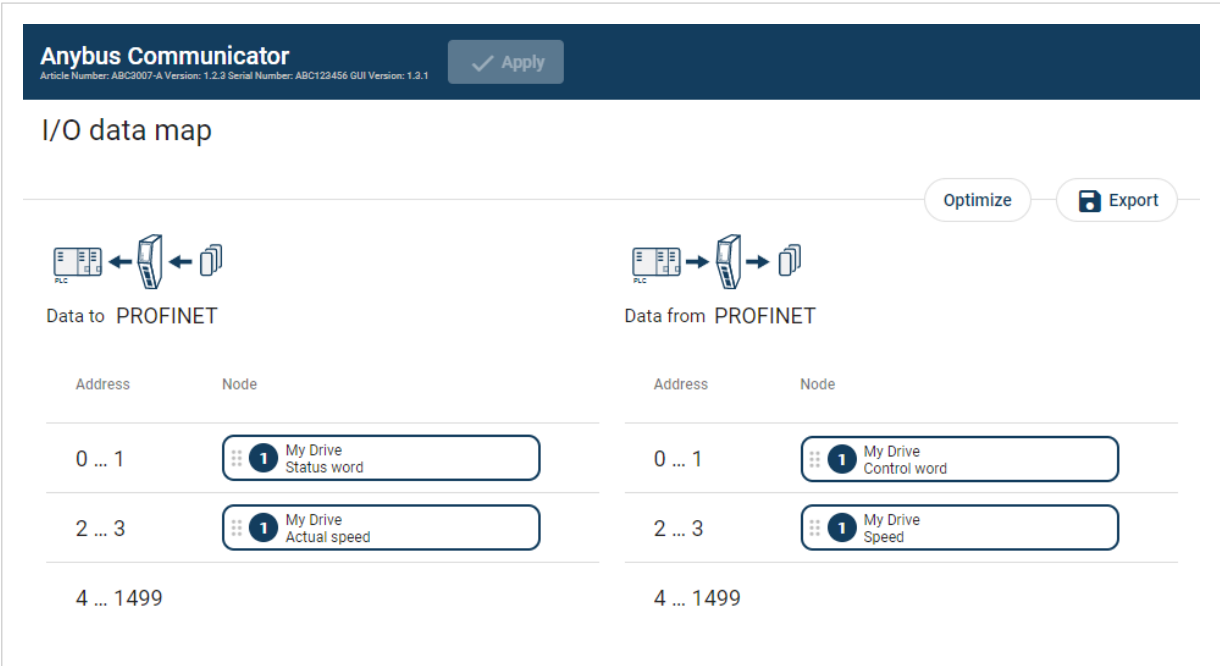 Anybus Communicator
Article Number: ABC3007-A Version: 1.2.3 Serial Number: ABC123456 GUI Version: 1.3.1
Apply
I/O data map
Optimize
Export
PLC
Data to PROFINET
Address Node
0 ... 1
1
My Drive
Status word
2 ... 3
1
My Drive
Actual speed
4 ... 1499
PLC
Data from PROFINET
Address Node
0 ... 1
1
My Drive
Control word
2 ... 3
1
My Drive
Speed
4 ... 1499